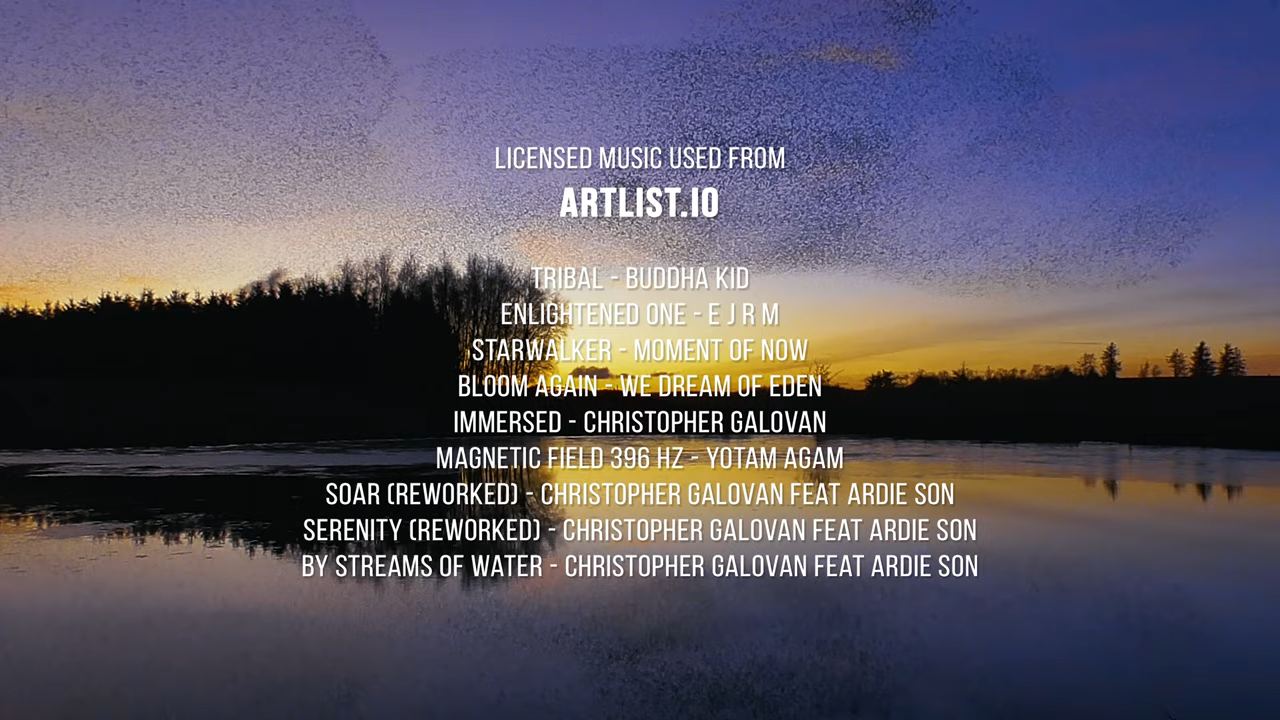 LICENSED MUSIC USED FROM
ARTLIST.IO
TRIBAL - BUDDHA KID
ENLIGHTENED ONE - E J R M
STARWALKER - MOMENT OF NOW
BLOOM AGAIN - WE DREAM OF EDEN
IMMERSED - CHRISTOPHER GALOVAN
MAGNETIC FIELD 396 HZ - YOTAM AGAM
SOAR (REWORKED) - CHRISTOPHER GALOVAN FEAT ARDIE SON
SERENITY (REWORKED) - CHRISTOPHER GALOVAN FEAT ARDIE SON
BY STREAMS OF WATER - CHRISTOPHER GALOVAN FEAT ARDIE SON